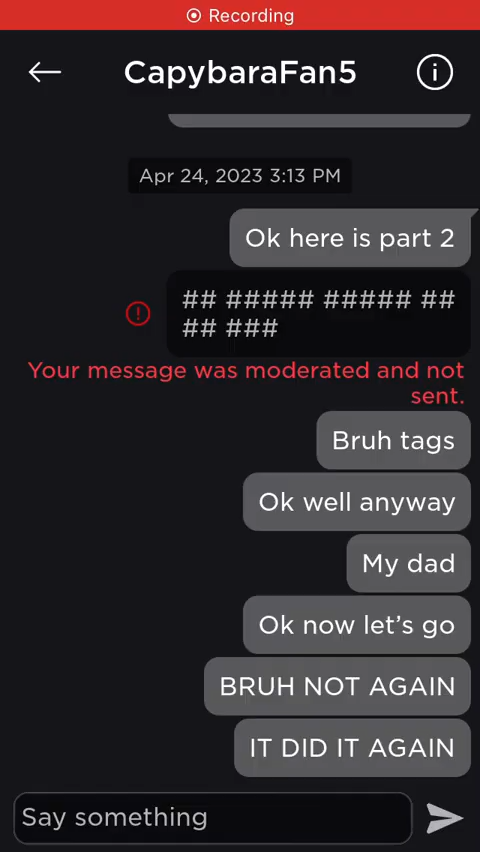 Recording
CapybaraFan5
Apr 24, 2023 3:13 PM
Ok here is part 2
## ##### ##### ##
## ###
Your message was moderated and not
sent.
Bruh tags
Ok well anyway
My dad
Ok now let’s go
BRUH NOT AGAIN
IT DID IT AGAIN
Say something